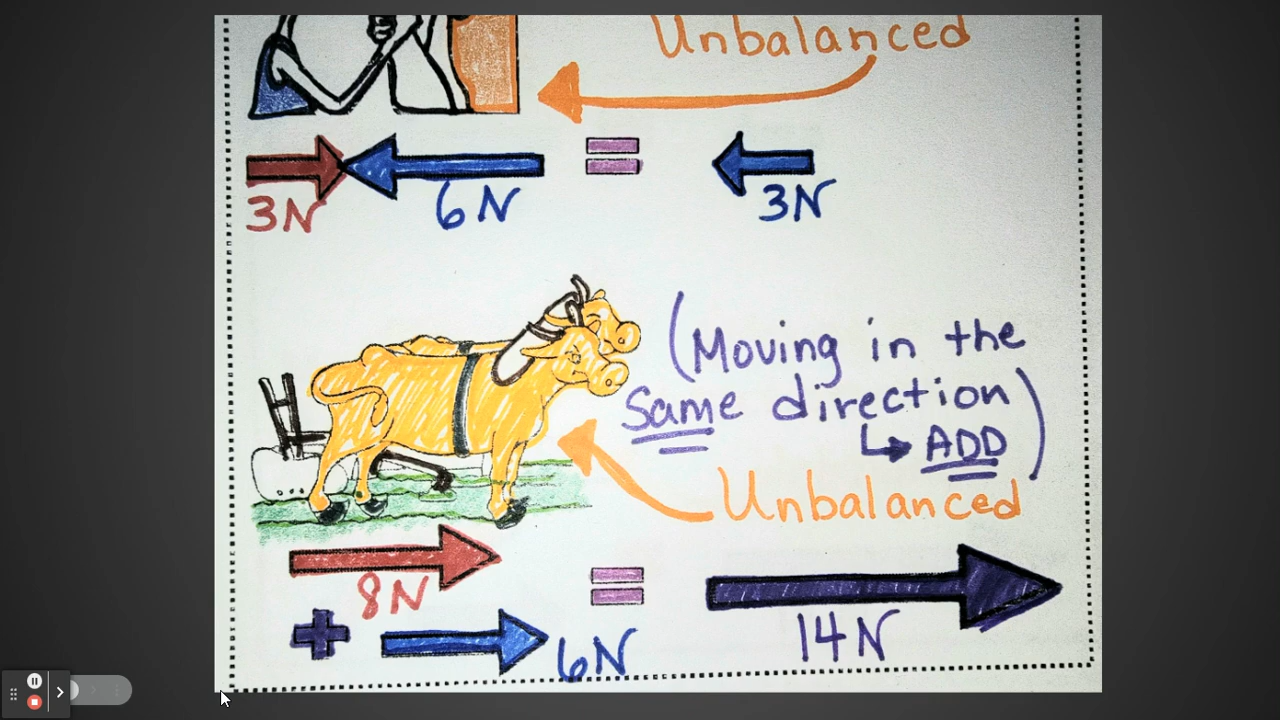 Unbalanced
3N 6N = 3N
(Moving in the
Same direction
↳ ADD)
Unbalanced
8N = 14N
+ 6N